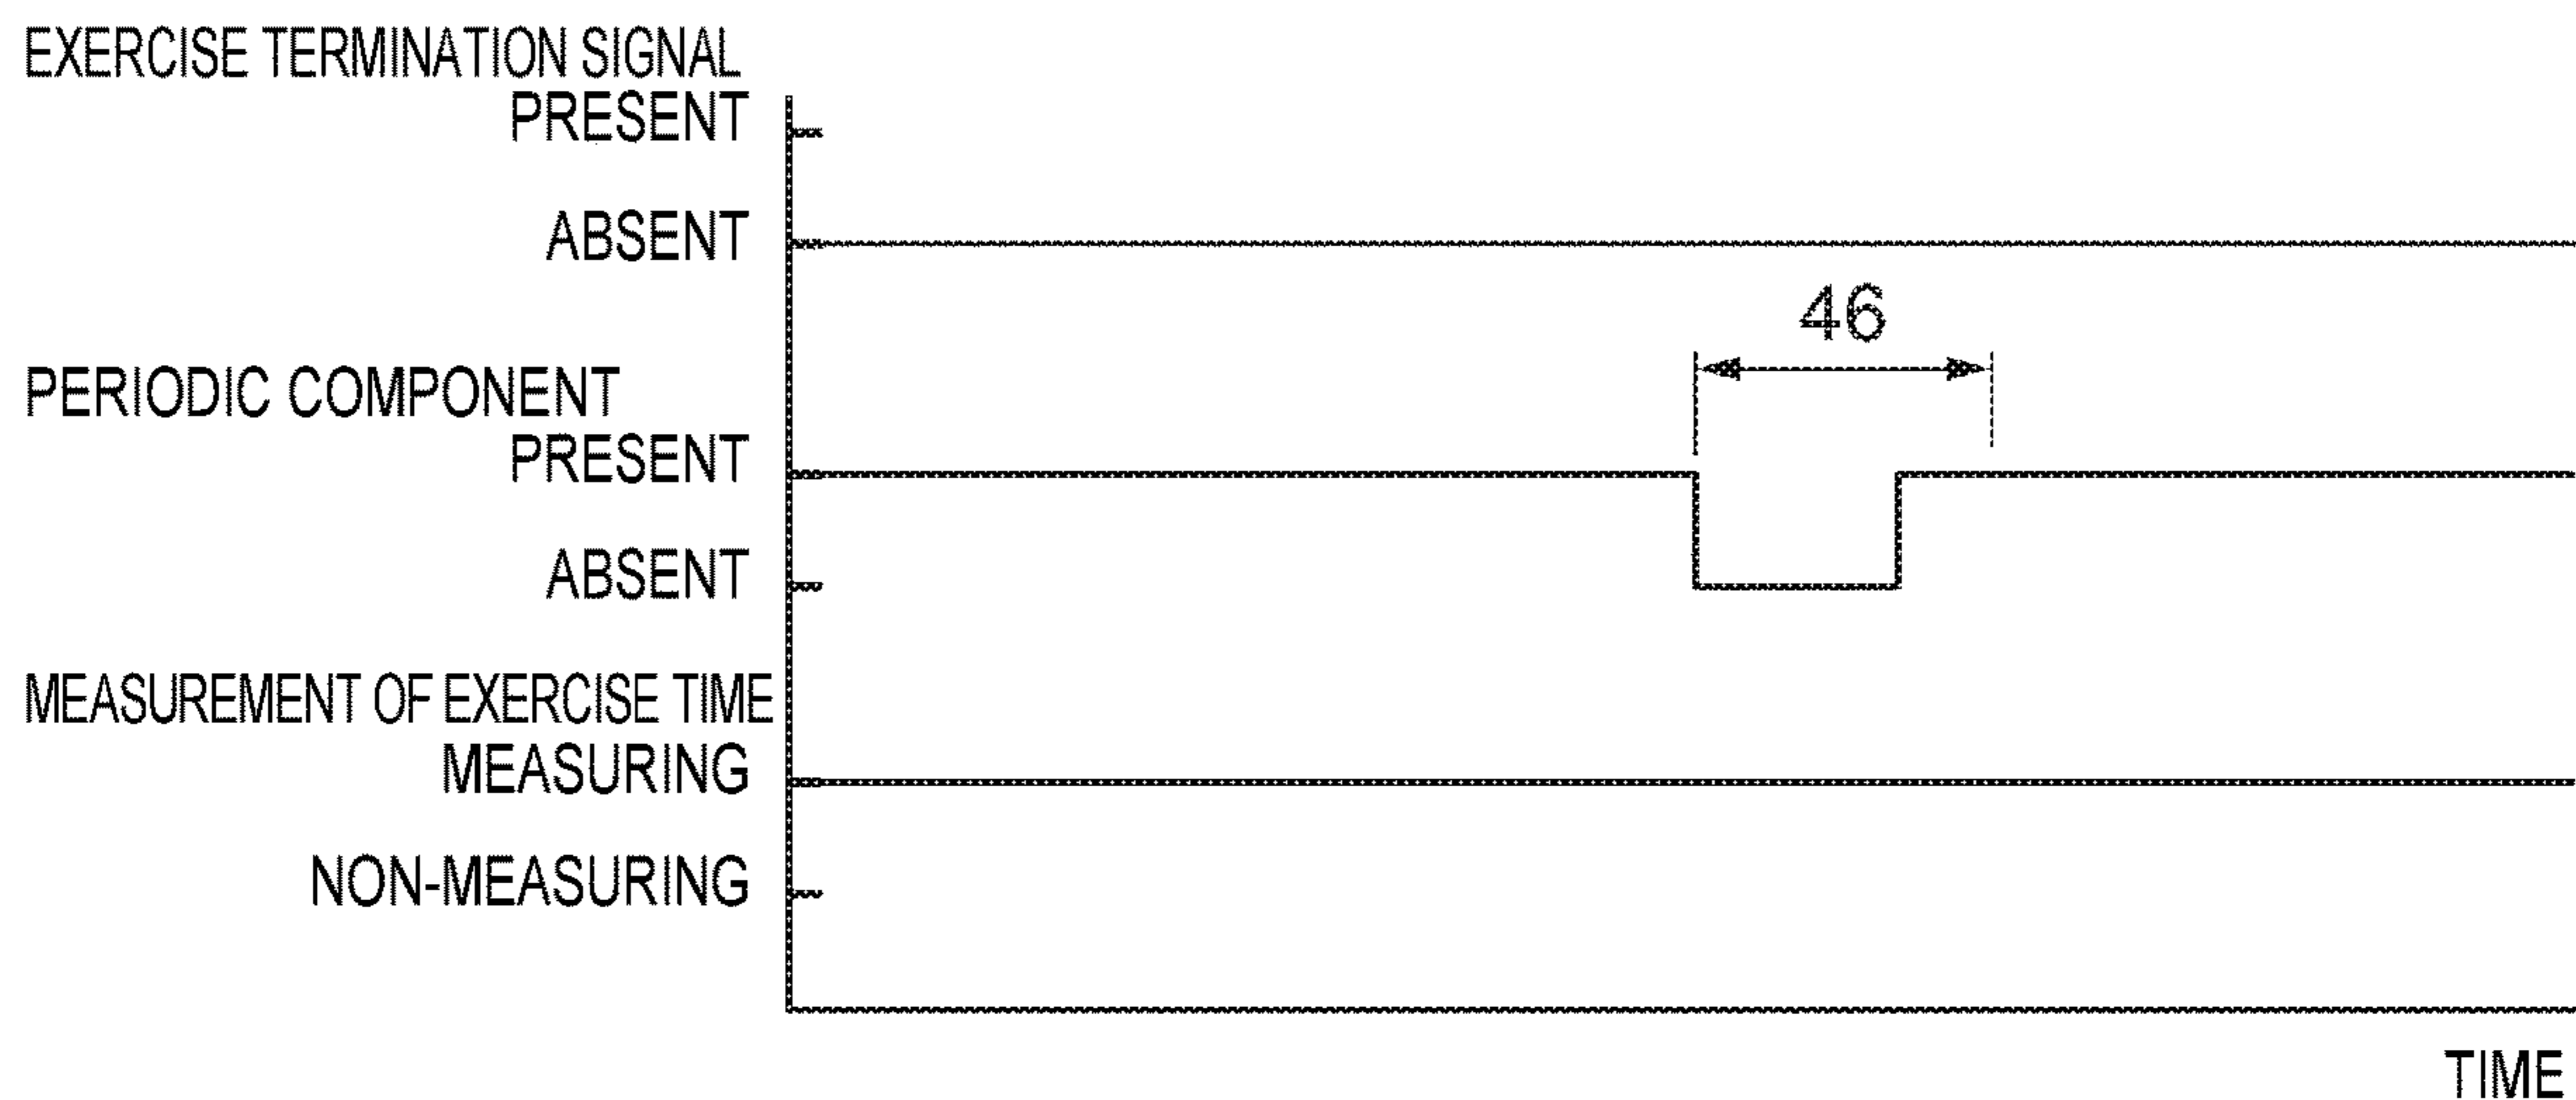 EXERCISE TERMINATION SIGNAL
PRESENT
ABSENT
46
PERIODIC COMPONENT
PRESENT
ABSENT
MEASUREMENT OF EXERCISE TIME
MEASURING
NON-MEASURING
TIME